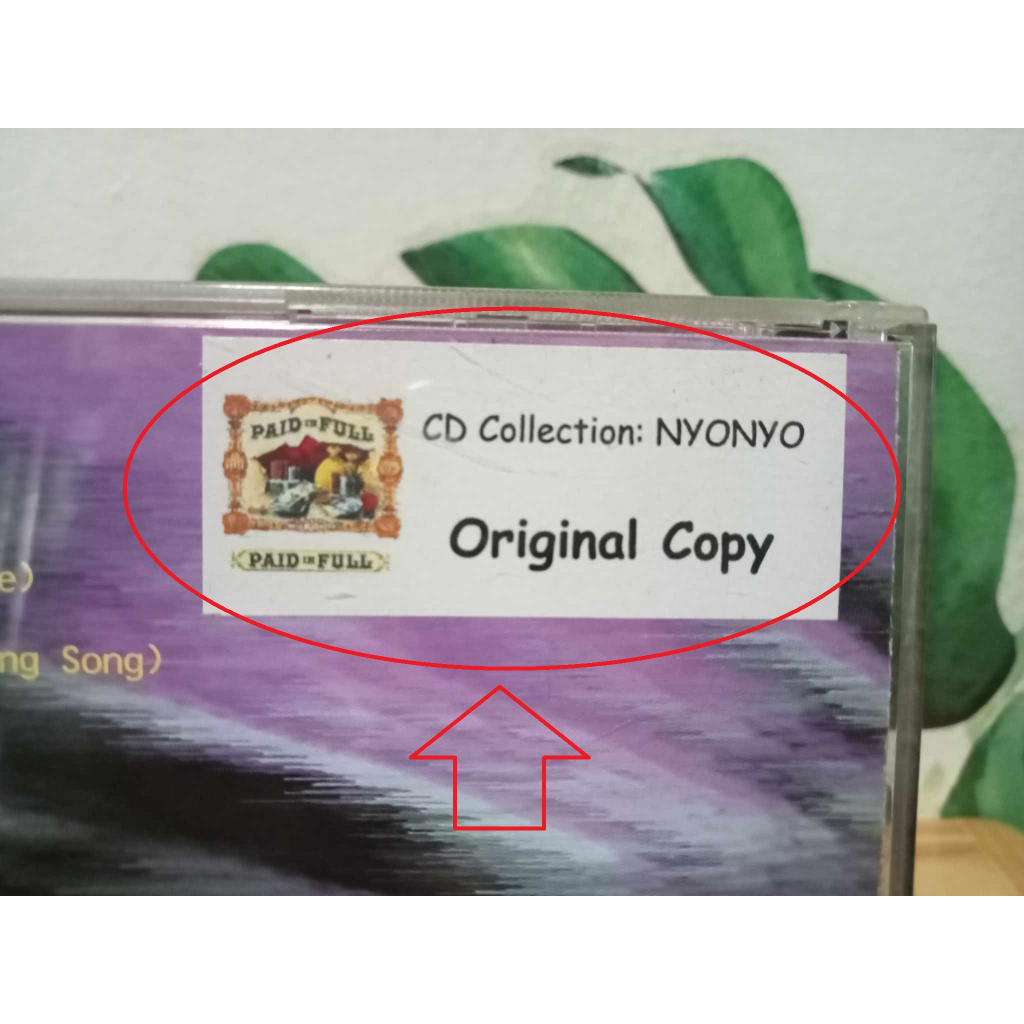 PAID IN FULL
CD Collection: NYONYO
Original Copy
PAID IN FULL
e)
ng Song)